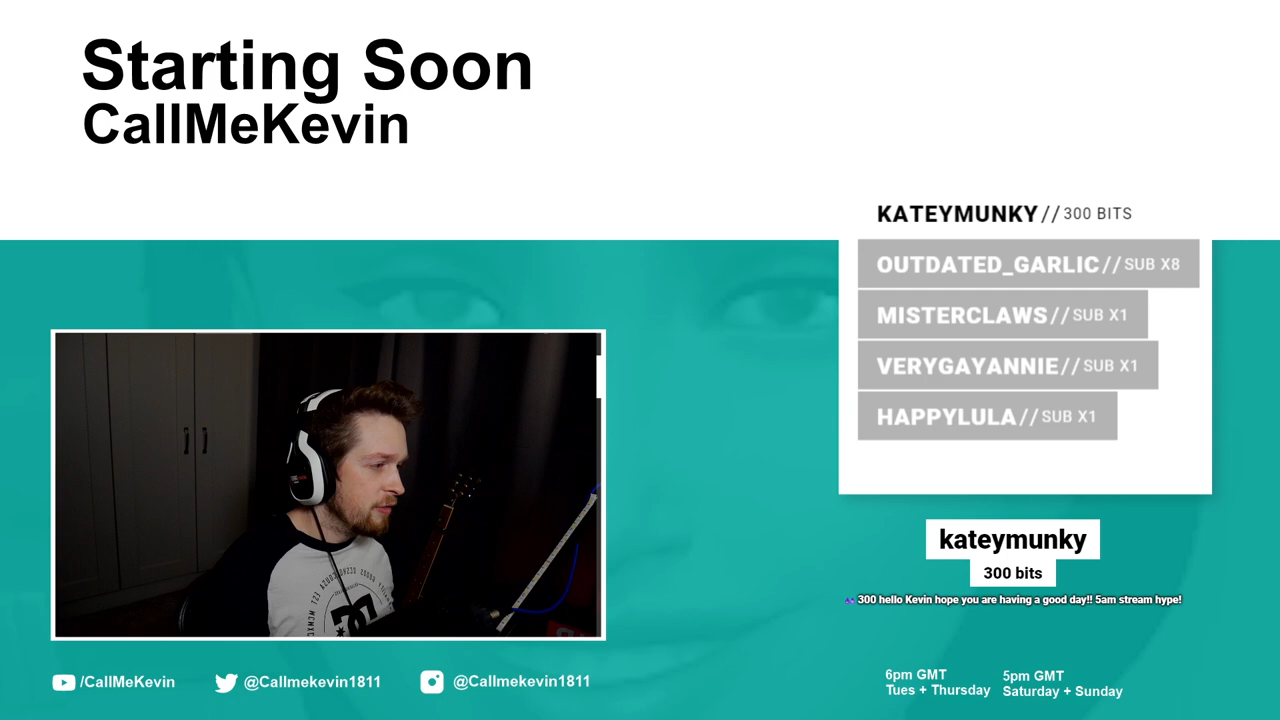 Starting Soon
CallMeKevin
KATEYMUNKY // 300 BITS
OUTDATED_GARLIC // SUB X8
MISTERCLAWS // SUB X1
VERYGAYANNIE // SUB X1
HAPPYLULA // SUB X1
kateymunky
300 bits
300 hello Kevin hope you are having a good day!! 5am stream hype!
/CallMeKevin
@Callmekevin1811
@Callmekevin1811
6pm GMT
Tues + Thursday
5pm GMT
Saturday + Sunday